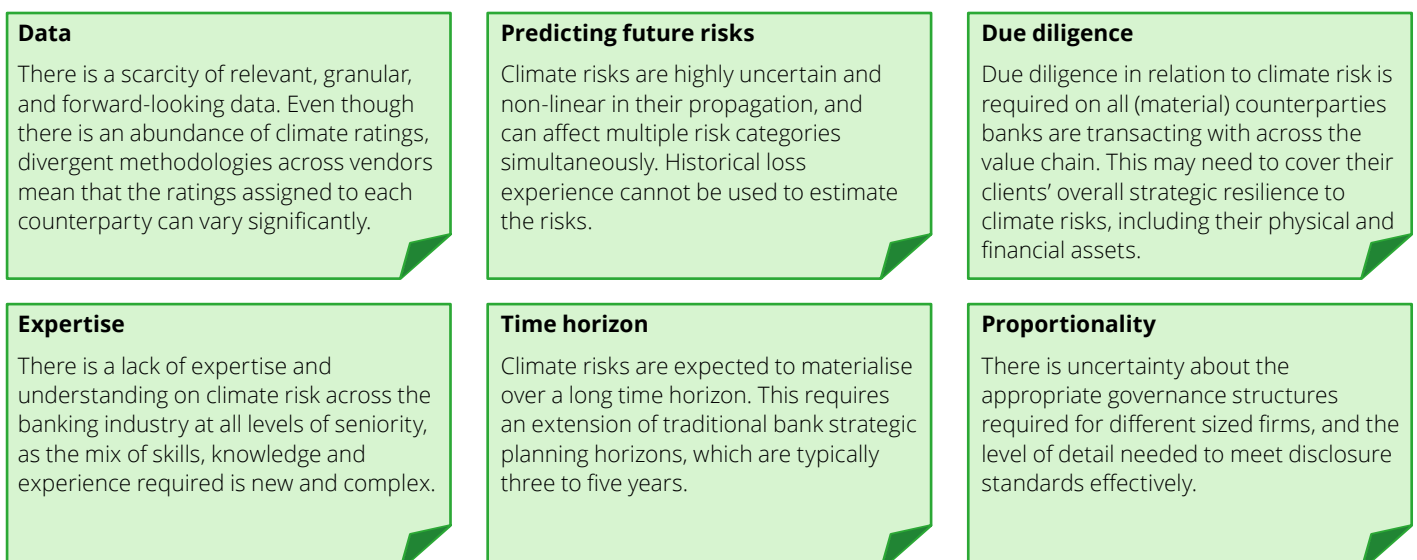 Data
There is a scarcity of relevant, granular,
and forward-looking data. Even though
there is an abundance of climate ratings,
divergent methodologies across vendors
mean that the ratings assigned to each
counterparty can vary significantly.
Predicting future risks
Climate risks are highly uncertain and
non-linear in their propagation, and
can affect multiple risk categories
simultaneously. Historical loss
experience cannot be used to estimate
the risks.
Due diligence
Due diligence in relation to climate risk is
required on all (material) counterparties
banks are transacting with across the
value chain. This may need to cover their
clients’ overall strategic resilience to
climate risks, including their physical and
financial assets.
Expertise
There is a lack of expertise and
understanding on climate risk across the
banking industry at all levels of seniority,
as the mix of skills, knowledge and
experience required is new and complex.
Time horizon
Climate risks are expected to materialise
over a long time horizon. This requires
an extension of traditional bank strategic
planning horizons, which are typically
three to five years.
Proportionality
There is uncertainty about the
appropriate governance structures
required for different sized firms, and the
level of detail needed to meet disclosure
standards effectively.